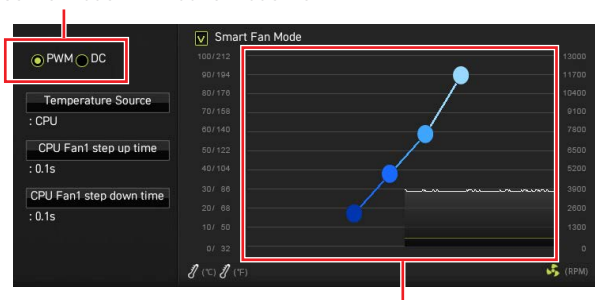 Smart Fan Mode
PWM DC
Temperature Source
: CPU
CPU Fan1 step up time
: 0.1s
CPU Fan1 step down time
: 0.1s
100/212 13000
90/194 11700
80/176 10400
70/158 9100
60/140 7800
50/122 6500
40/104 5200
30/ 86 3900
20/ 68 2600
10/ 50 1300
0/ 32 0
(°C) (°F) (RPM)